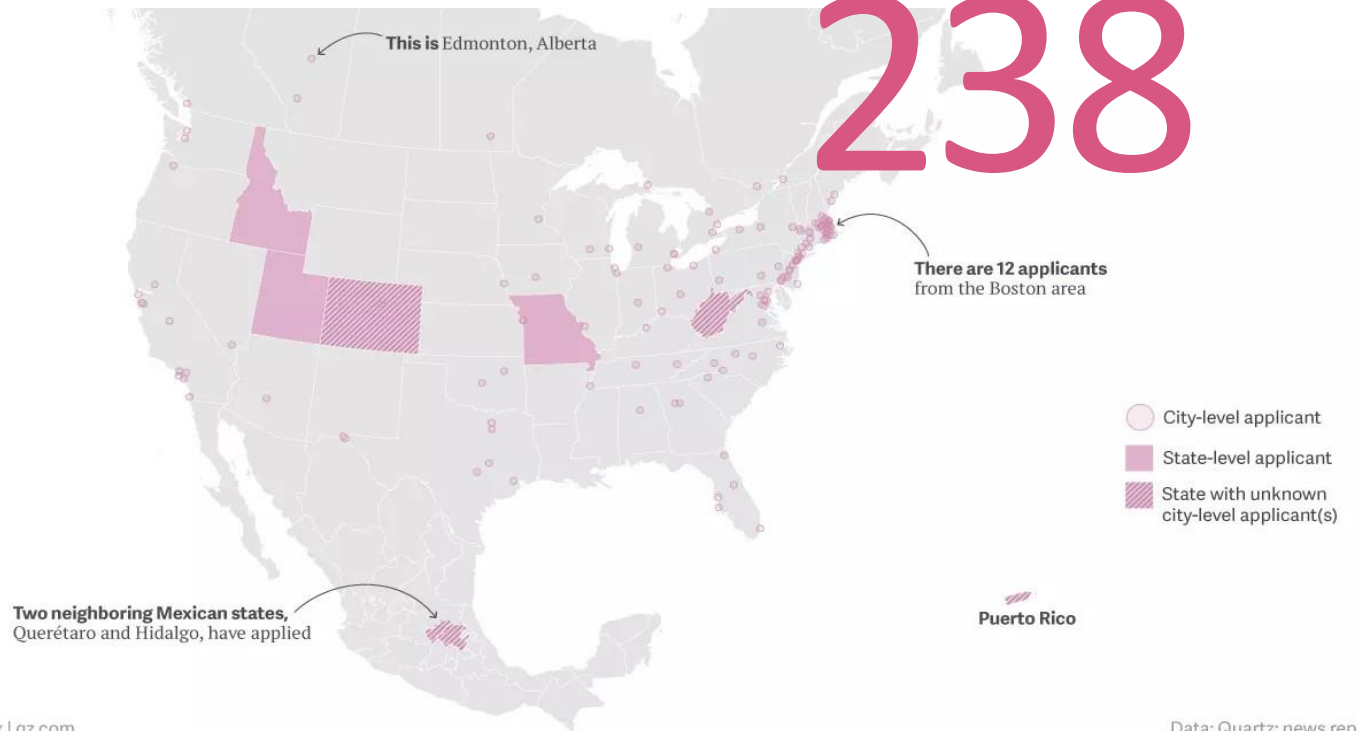 238
This is Edmonton, Alberta
There are 12 applicants
from the Boston area
City-level applicant
State-level applicant
State with unknown
city-level applicant(s)
Two neighboring Mexican states,
Querétaro and Hidalgo, have applied
Puerto Rico
| qz.com
Data: Quartz; news